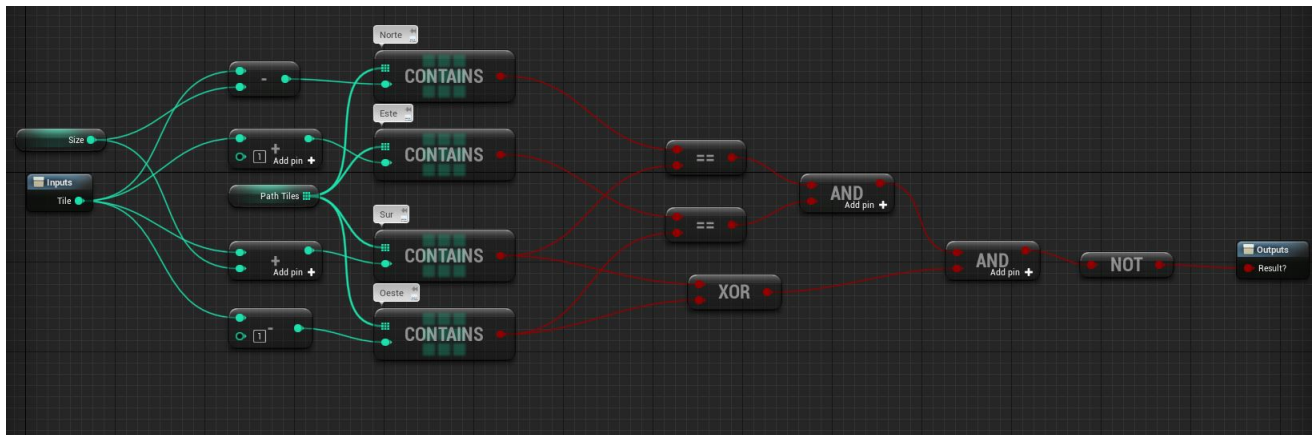 Norte
CONTAINS
-
Este
Size
+
1
Add pin +
CONTAINS
==
Inputs
Tile
Path Tiles
AND
Add pin +
Sur
==
+
Add pin +
CONTAINS
AND
Add pin +
NOT
Outputs
Result?
Oeste
XOR
1
-
CONTAINS